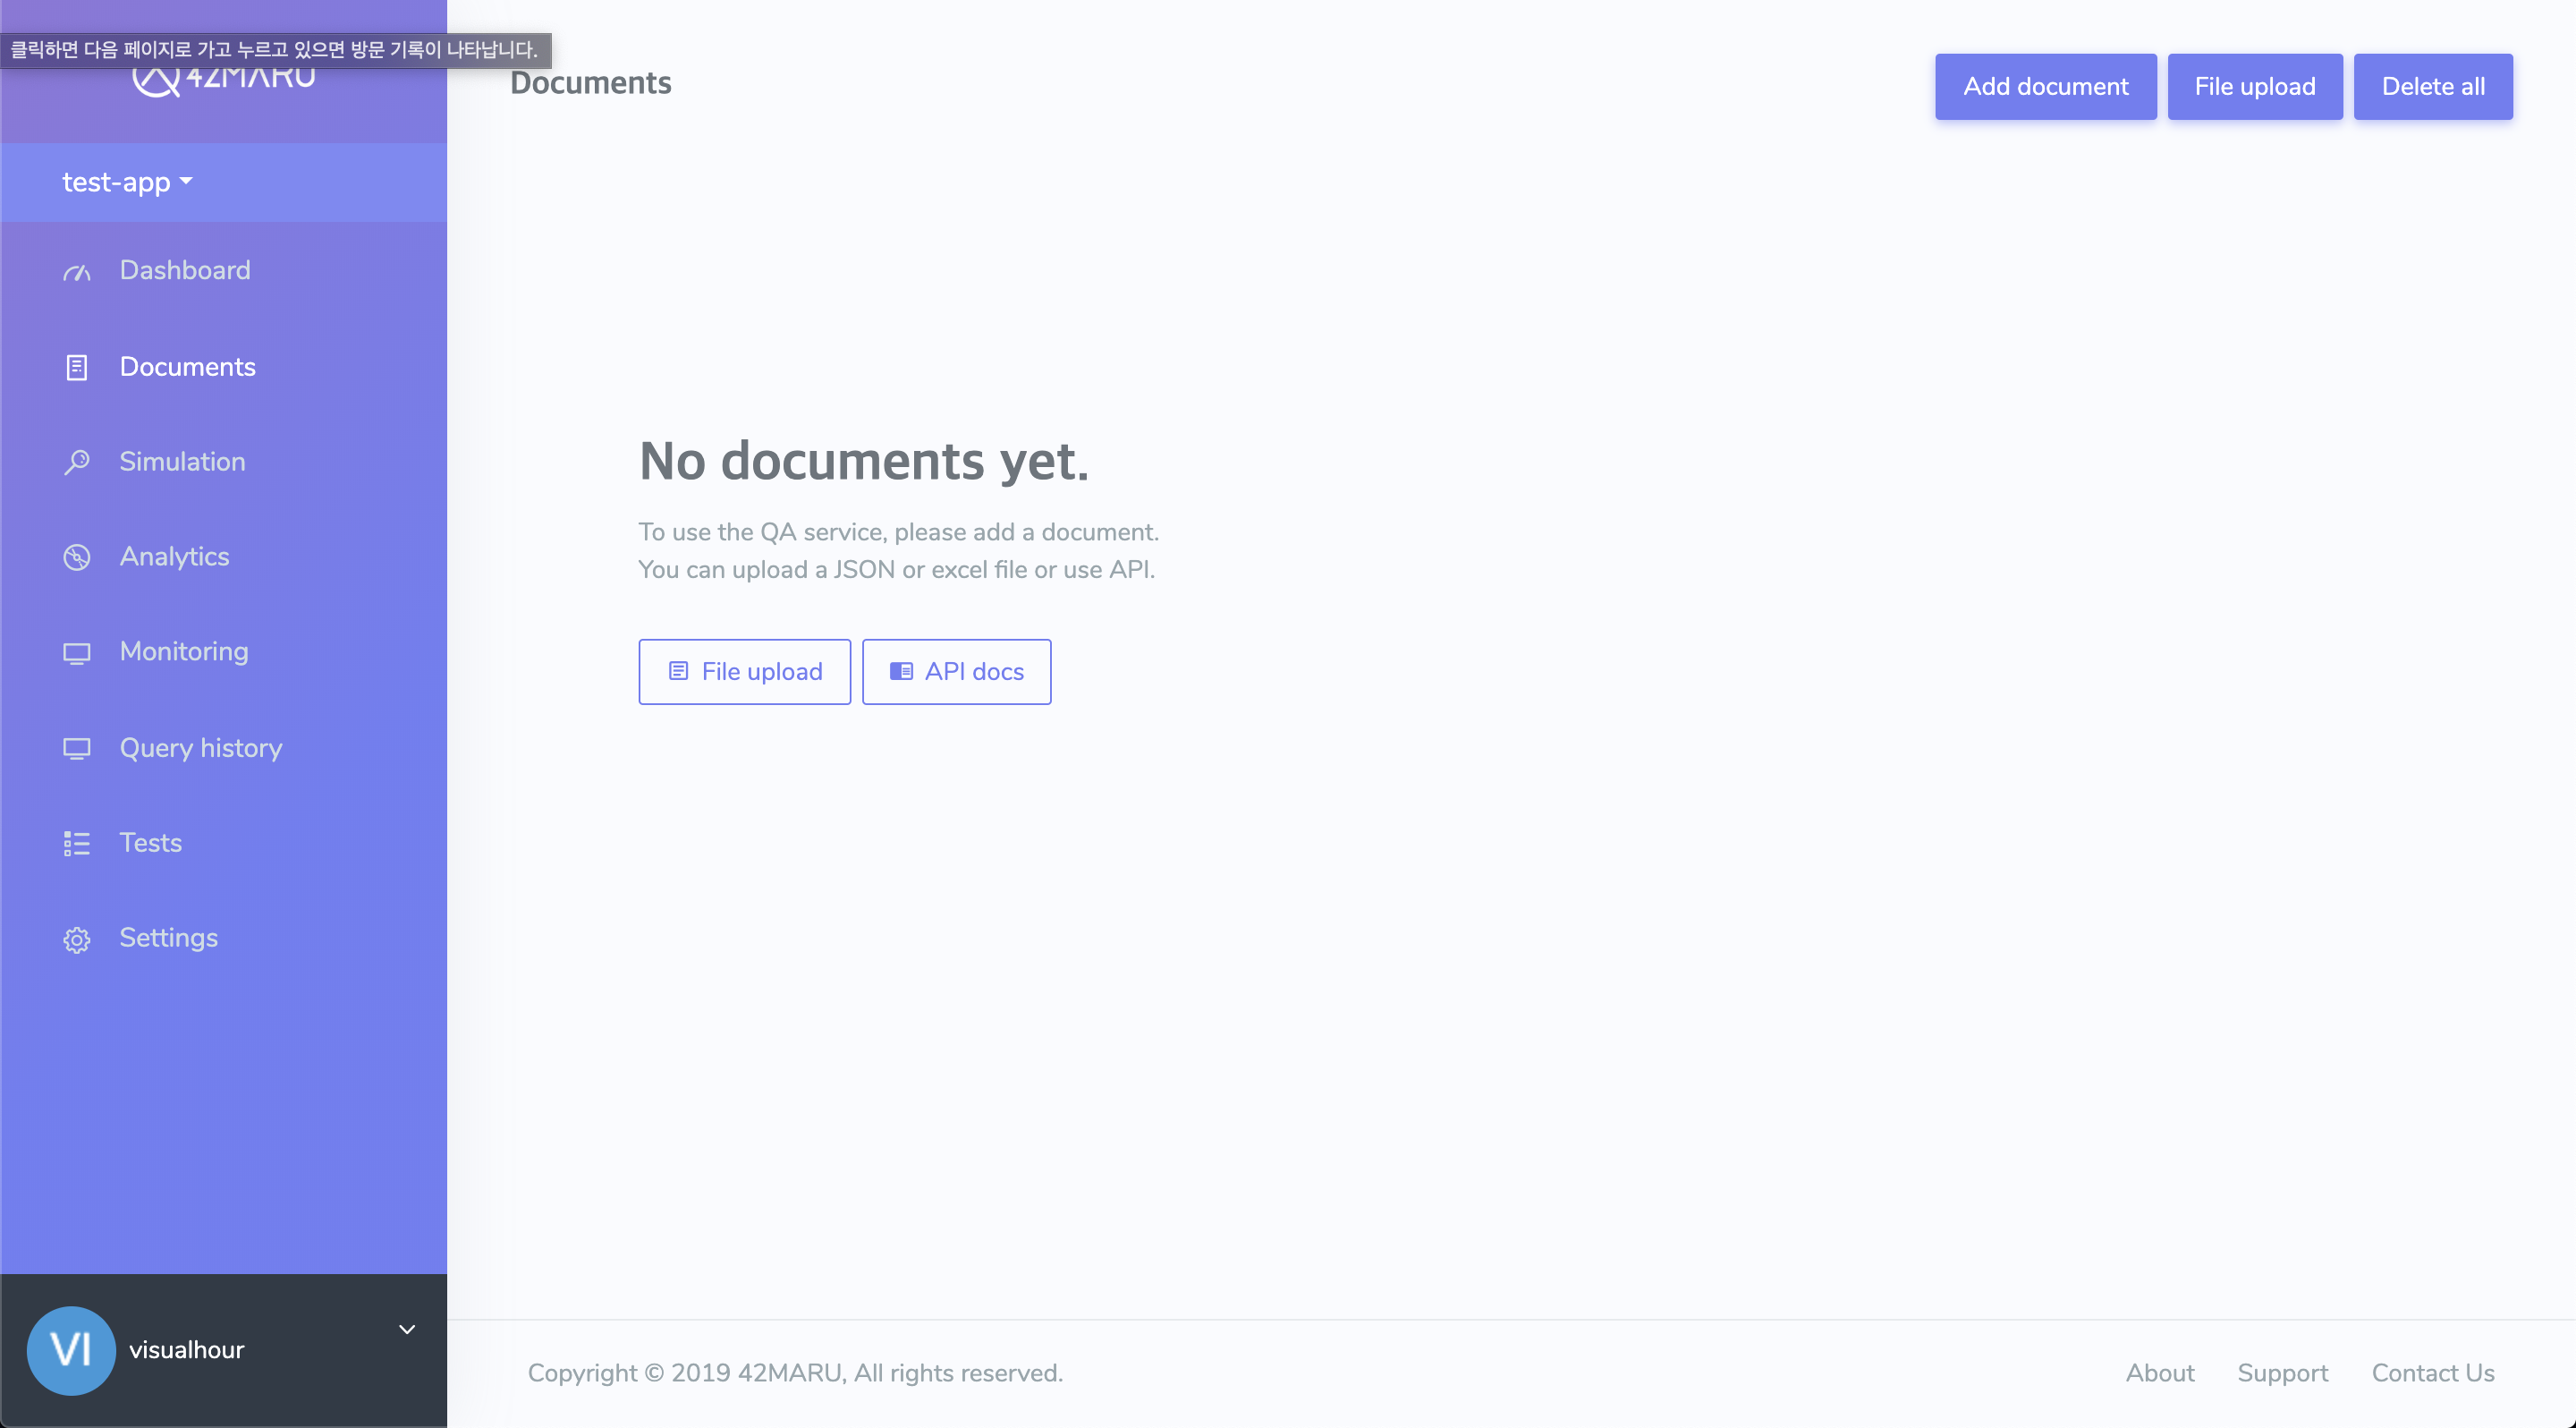 클릭하면 다음 페이지로 가고 누르고 있으면 방문 기록이 나타납니다.
42MARU
test-app
Dashboard
Documents
Simulation
Analytics
Monitoring
Query history
Tests
Settings
VI visualhour
Documents
Add document File upload Delete all
No documents yet.
To use the QA service, please add a document.
You can upload a JSON or excel file or use API.
File upload API docs
Copyright © 2019 42MARU, All rights reserved.
About Support Contact Us